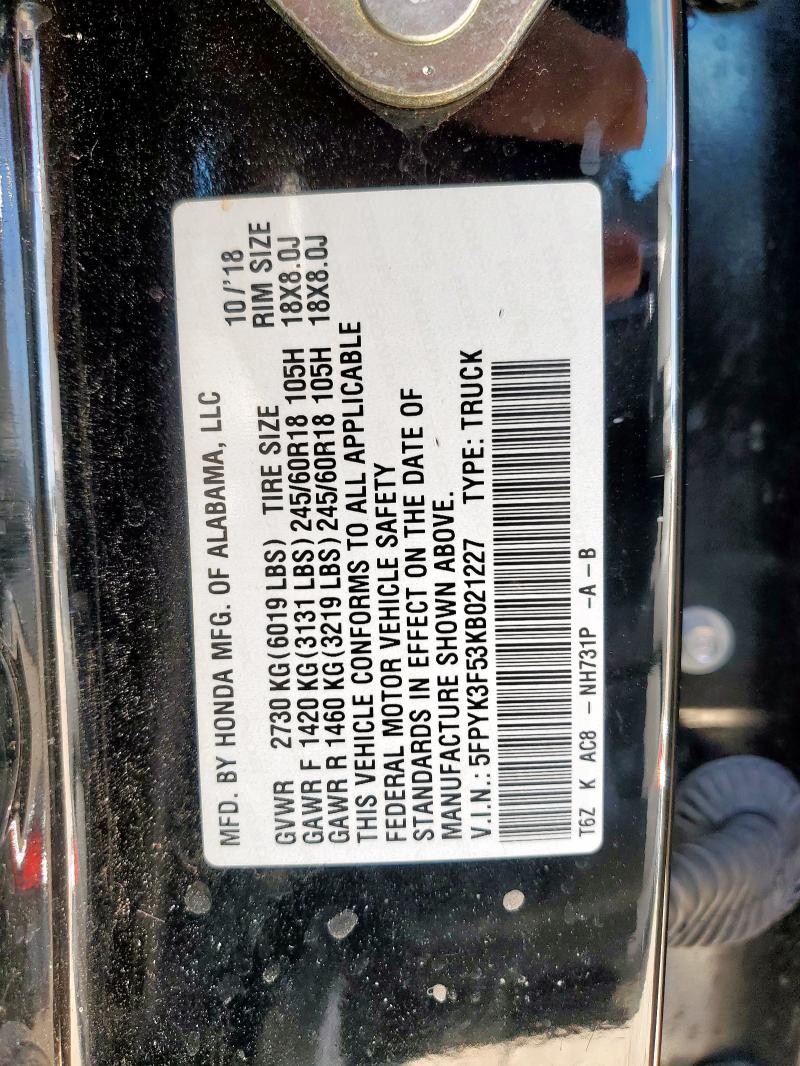 MFD. BY HONDA MFG. OF ALABAMA, LLC 10/'18
GVWR 2730 KG(6019 LBS) TIRE SIZE RIM SIZE
GAWR F 1420 KG(3131 LBS) 245/60R18 105H 18X8.0J
GAWR R 1460 KG(3219 LBS) 245/60R18 105H 18X8.0J
THIS VEHICLE CONFORMS TO ALL APPLICABLE
FEDERAL MOTOR VEHICLE SAFETY
STANDARDS IN EFFECT ON THE DATE OF
MANUFACTURE SHOWN ABOVE.
V.I.N.: 5FPYK3F53KB021227 TYPE: TRUCK
T6Z K AC8 -NH731P -A-B